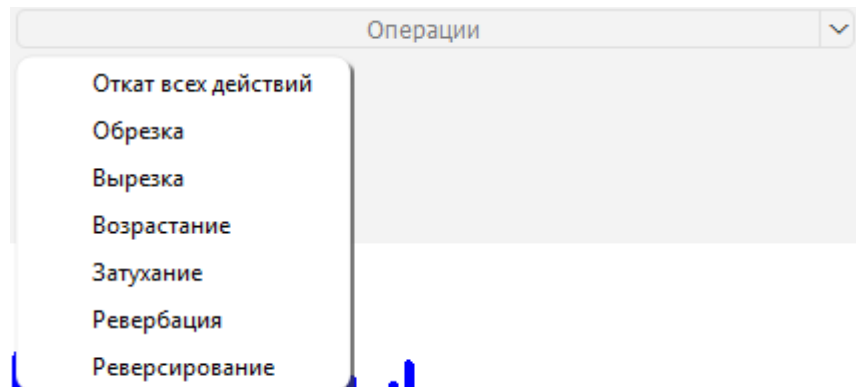 Операции
Откат всех действий
Обрезка
Вырезка
Возрастание
Затухание
Ревербация
Реверсирование